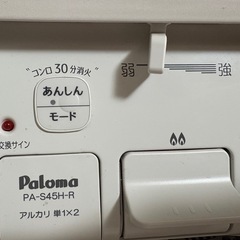 コンロ30分消火
弱 強
あんしん
モード
交換サイン
Paloma
PA-S45H-R
アルカリ 単1×2